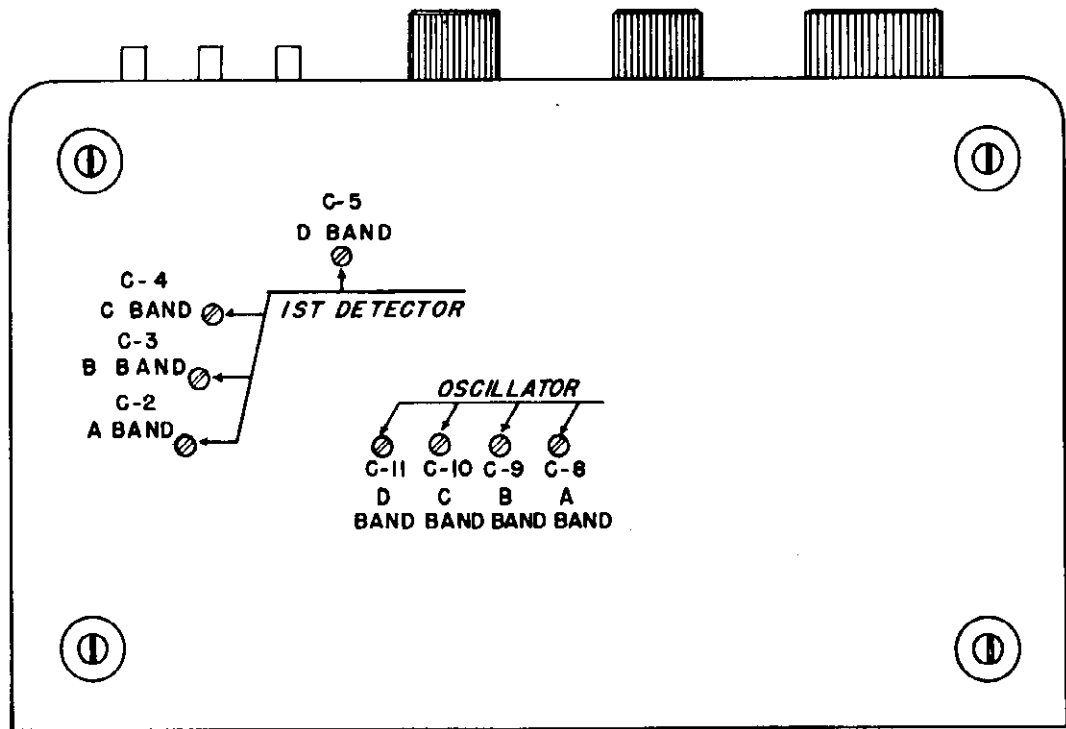 C-5
D BAND
C-4
C BAND
1ST DETECTOR
C-3
B BAND
C-2
A BAND
OSCILLATOR
C-11 C-10 C-9 C-8
D C B A
BAND BAND BAND BAND